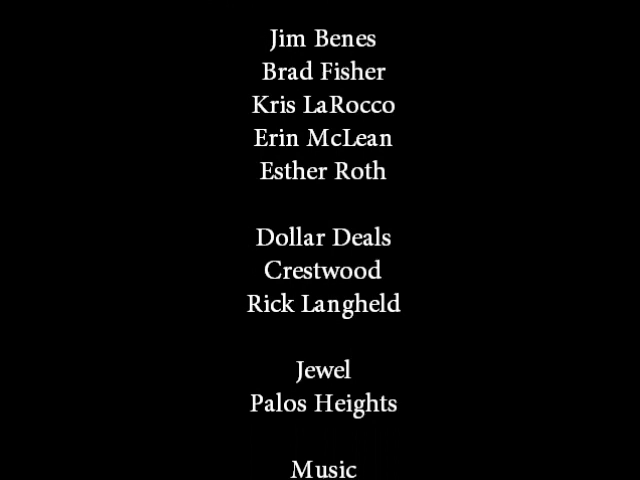 Jim Benes
Brad Fisher
Kris LaRocco
Erin McLean
Esther Roth
Dollar Deals
Crestwood
Rick Langheld
Jewel
Palos Heights
Music